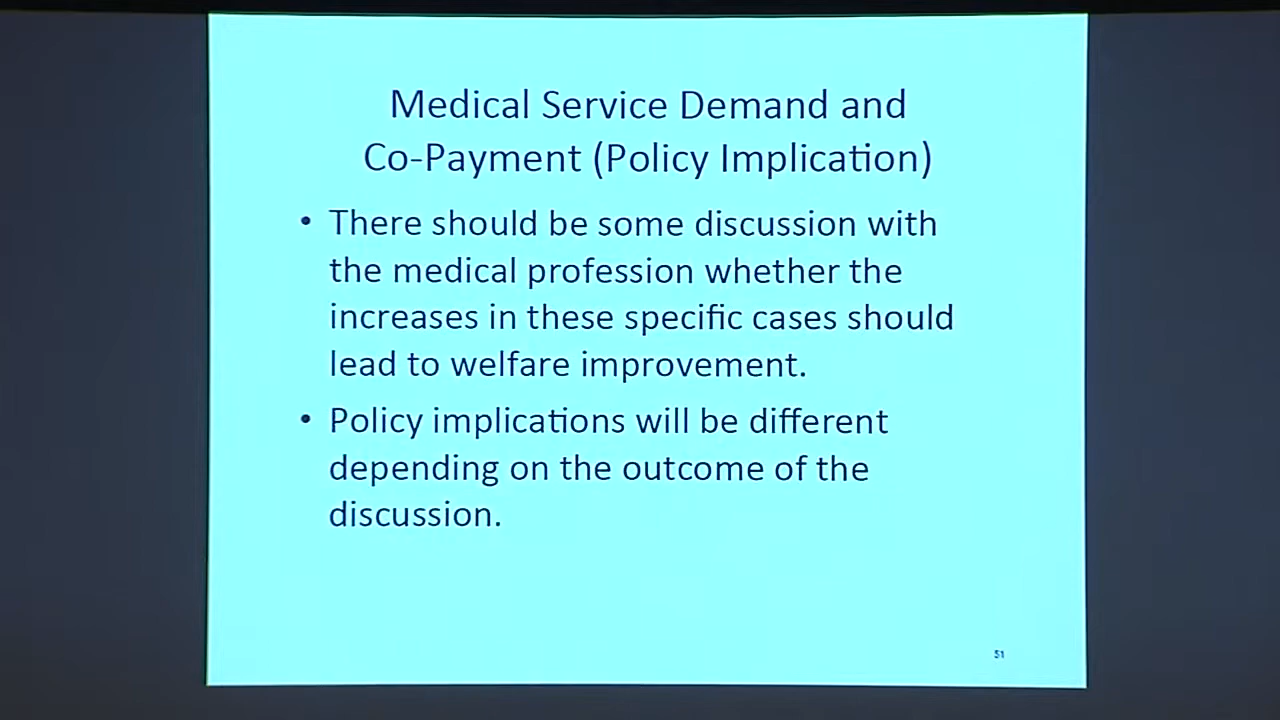 Medical Service Demand and
Co-Payment (Policy Implication)
• There should be some discussion with
the medical profession whether the
increases in these specific cases should
lead to welfare improvement.
• Policy implications will be different
depending on the outcome of the
discussion.
51